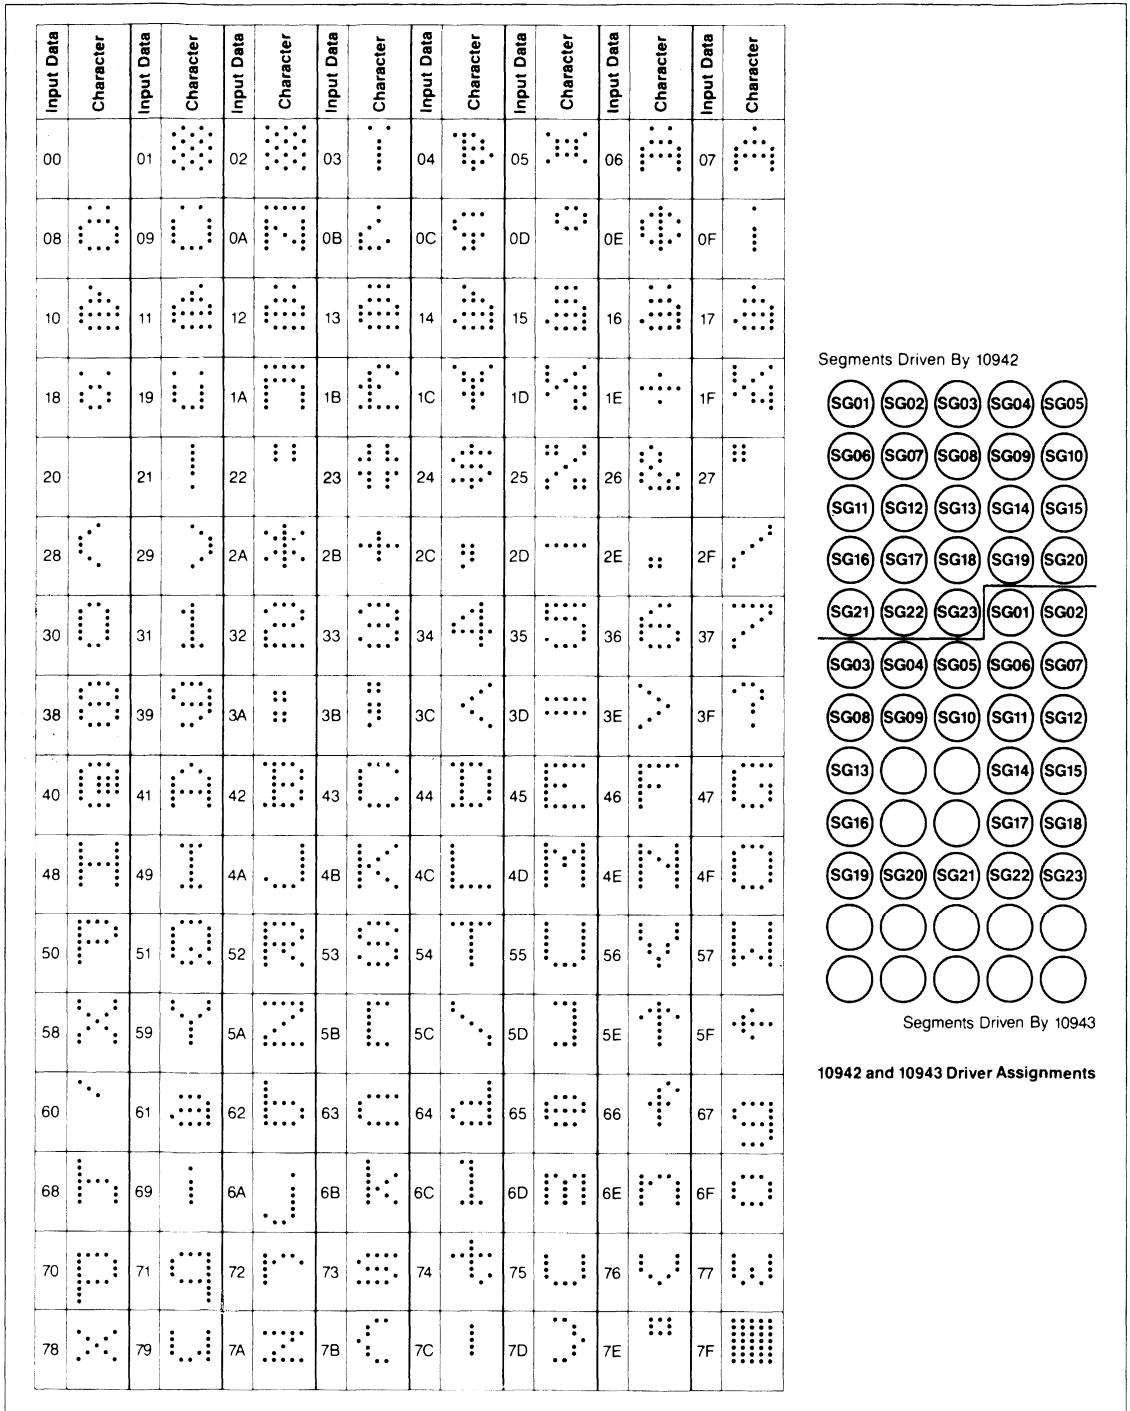 Input Data Character Input Data Character Input Data Character Input Data Character Input Data Character Input Data Character Input Data Character Input Data Character
00 01 02 03 04 05 06 07
08 09 0A 0B 0C 0D 0E 0F
10 11 12 13 14 15 16 17
18 19 1A 1B 1C 1D 1E 1F
20 21 22 23 24 25 26 27
28 29 2A 2B 2C 2D 2E 2F
30 31 32 33 34 35 36 37
38 39 3A 3B 3C 3D 3E 3F
40 41 42 43 44 45 46 47
48 49 4A 4B 4C 4D 4E 4F
50 51 52 53 54 55 56 57
58 59 5A 5B 5C 5D 5E 5F
60 61 62 63 64 65 66 67
68 69 6A 6B 6C 6D 6E 6F
70 71 72 73 74 75 76 77
78 79 7A 7B 7C 7D 7E 7F
Segments Driven By 10942
SG01 SG02 SG03 SG04 SG05
SG06 SG07 SG08 SG09 SG10
SG11 SG12 SG13 SG14 SG15
SG16 SG17 SG18 SG19 SG20
SG21 SG22 SG23 SG01 SG02
SG03 SG04 SG05 SG06 SG07
SG08 SG09 SG10 SG11 SG12
SG13 SG14 SG15
SG16 SG17 SG18
SG19 SG20 SG21 SG22 SG23
Segments Driven By 10943
10942 and 10943 Driver Assignments